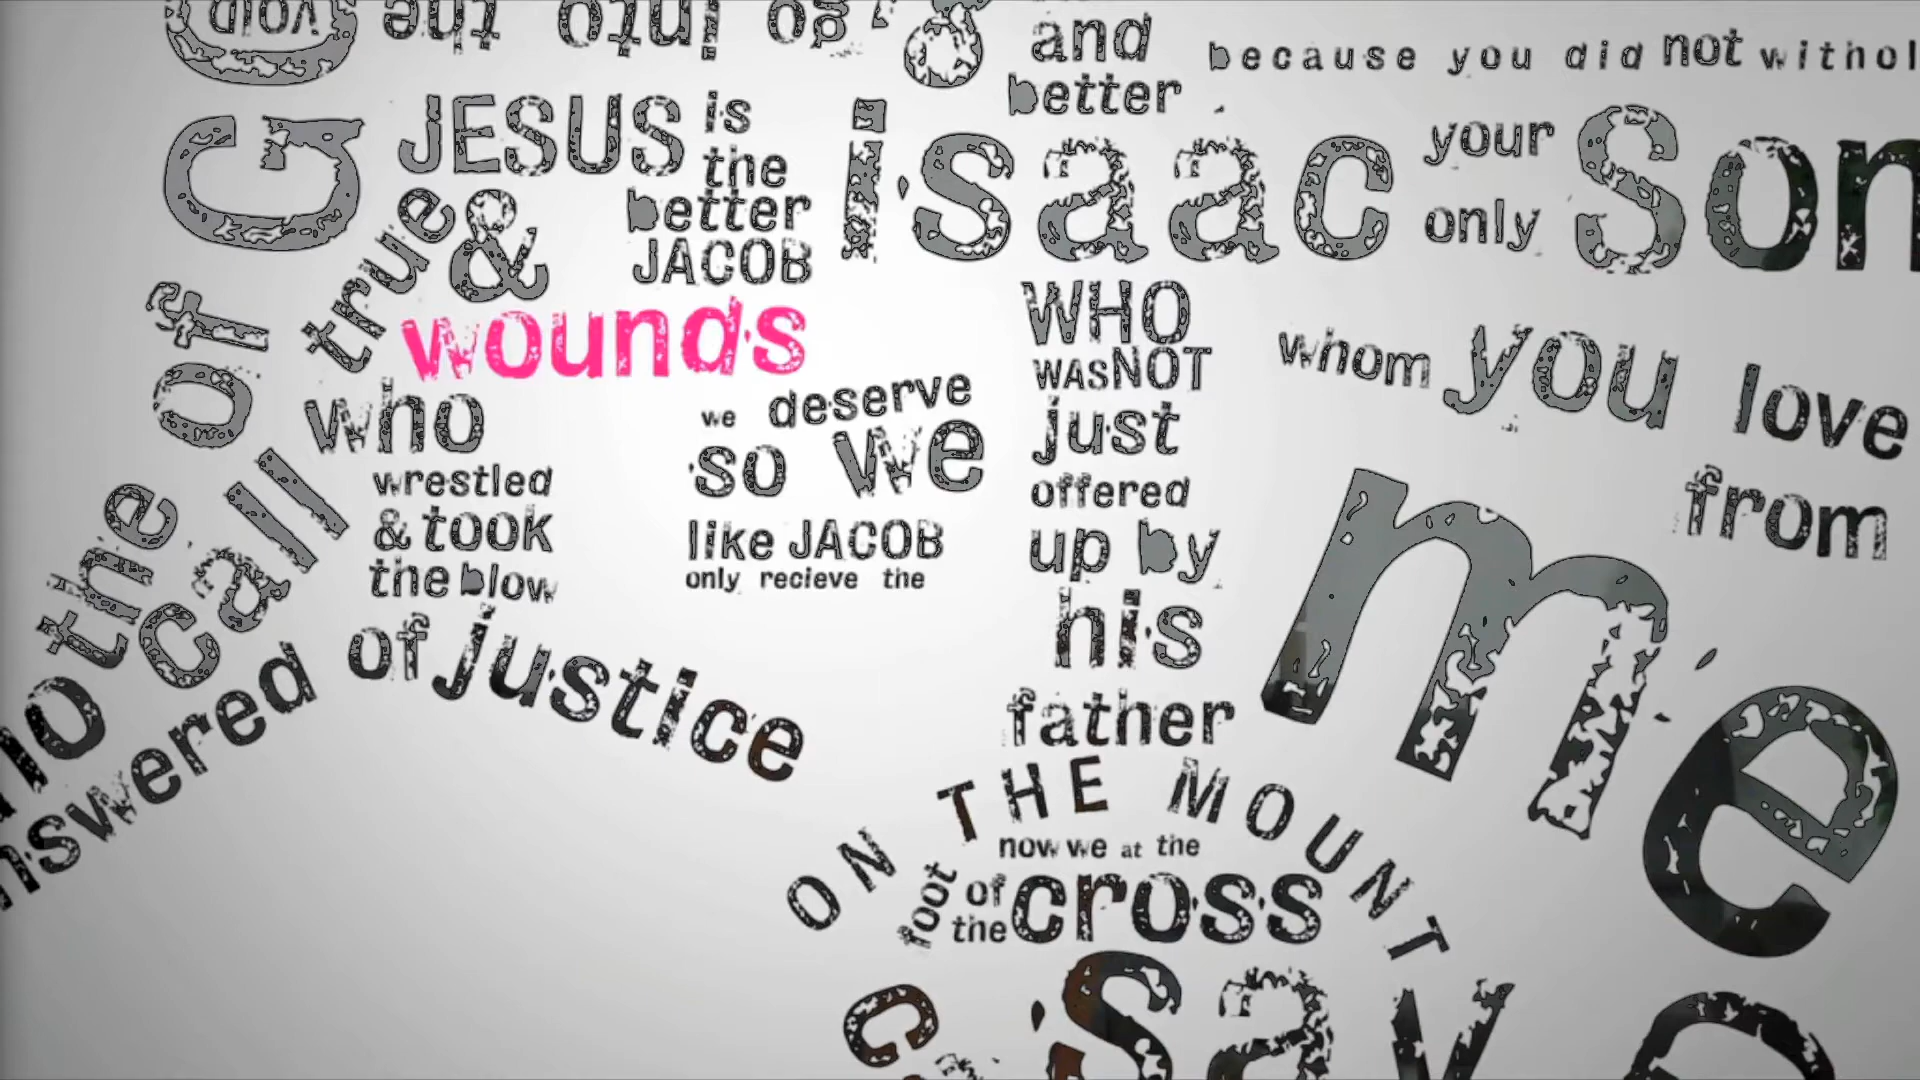 go into the void
and
better
isaac
WHO
WAS NOT
just
offered
up by
his
father
ON THE MOUNT
now we at the
foot of
the cross
because you did not
your
only
Son
whom you love
from
me
JESUS is
the
better
JACOB
true &
who
wrestled
& took
the blow
of justice
we deserve
so we
like JACOB
only recieve the
wounds
answered
the call
of